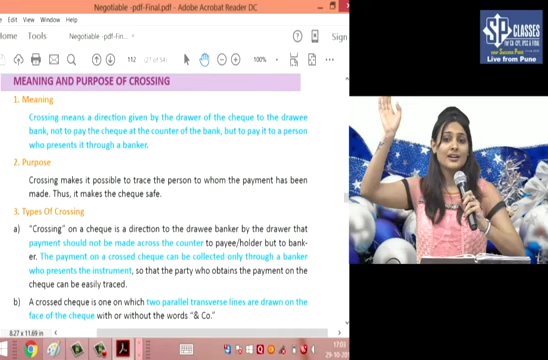 Negotiable -pdf-Final.pdf - Adobe Acrobat Reader DC
Edit View Window Help
Home Tools Negotiable -pdf-Fin... Sign
112 (27 of 54) 100%
MEANING AND PURPOSE OF CROSSING
1. Meaning
Crossing means a direction given by the drawer of the cheque to the drawee
bank, not to pay the cheque at the counter of the bank, but to pay it to a person
who presents it through a banker.
2. Purpose
Crossing makes it possible to trace the person to whom the payment has been
made. Thus, it makes the cheque safe.
3. Types Of Crossing
a) "Crossing" on a cheque is a direction to the drawee banker by the drawer that
payment should not be made across the counter to payee/holder but to bank-
er. The payment on a crossed cheque can be collected only through a banker
who presents the instrument, so that the party who obtains the payment on the
cheque can be easily traced.
b) A crossed cheque is one on which two parallel transverse lines are drawn on the
face of the cheque with or without the words "& Co."
8.27 x 11.69 in
17:03
29-10-20
SJP CLASSES
FOR CA- CPT, IPCC & FINAL
your Success Point
Live from Pune